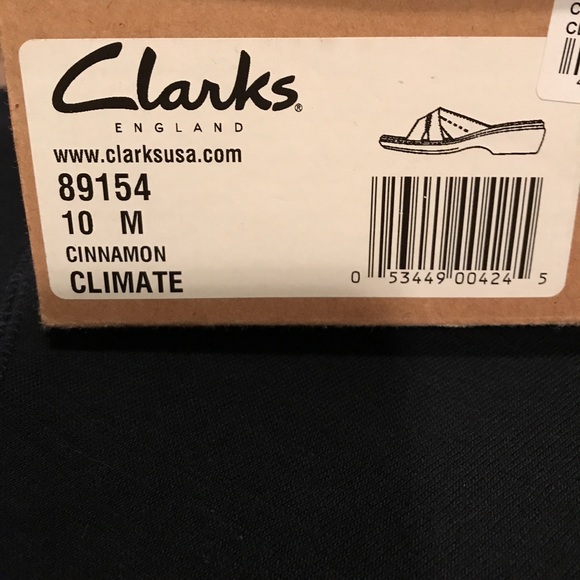 Clarks®
ENGLAND
www.clarksusa.com
89154
10 M
CINNAMON
CLIMATE
0 53449 00424 5